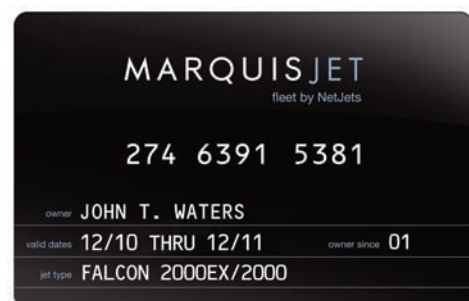 MARQUISJET
fleet by NetJets
274 6391 5381
owner JOHN T. WATERS
valid dates 12/10 THRU 12/11 owner since 01
jet type FALCON 2000EX/2000